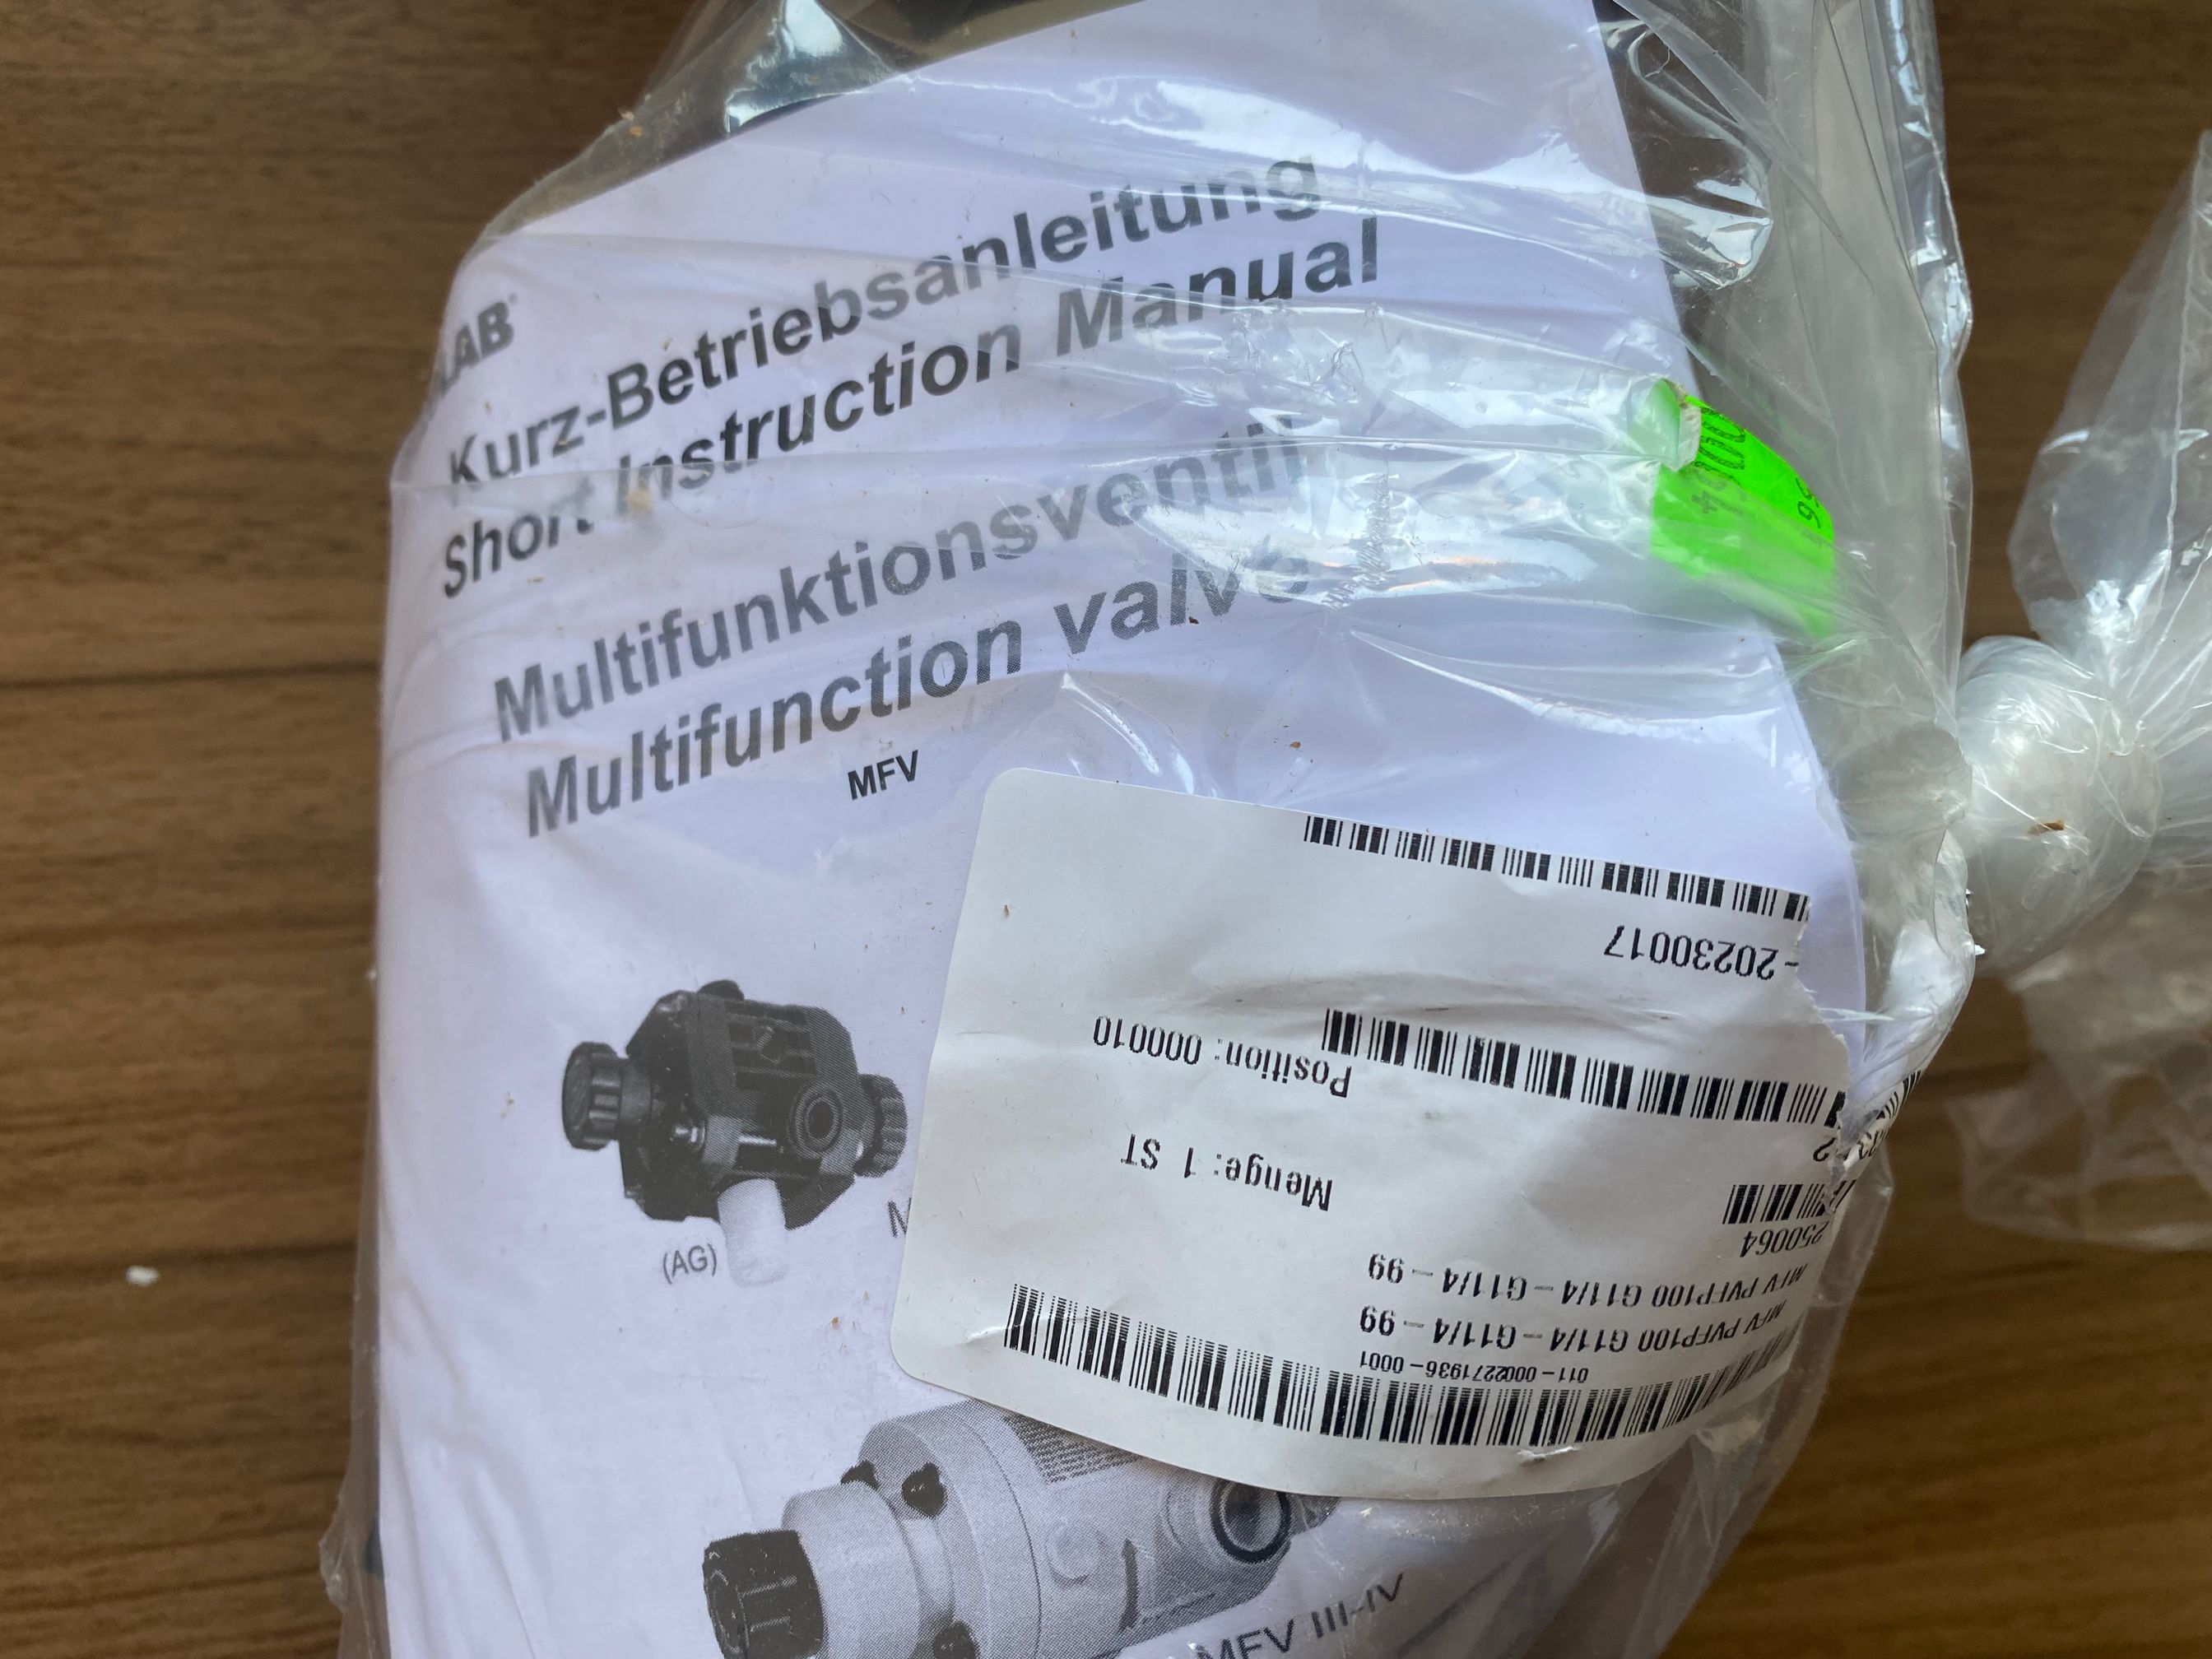 LAB
Kurz-Betriebsanleitung
Short Instruction Manual
Multifunktionsventil
Multifunction valve
MFV
(AG)
MFV III-IV
011-0002271936-0001
MFV PVFP100 G11/4 - G11/4 - 99
MFV PVFP100 G11/4 - G11/4 - 99
250064
Menge: 1 ST
Position: 000010
-20230017